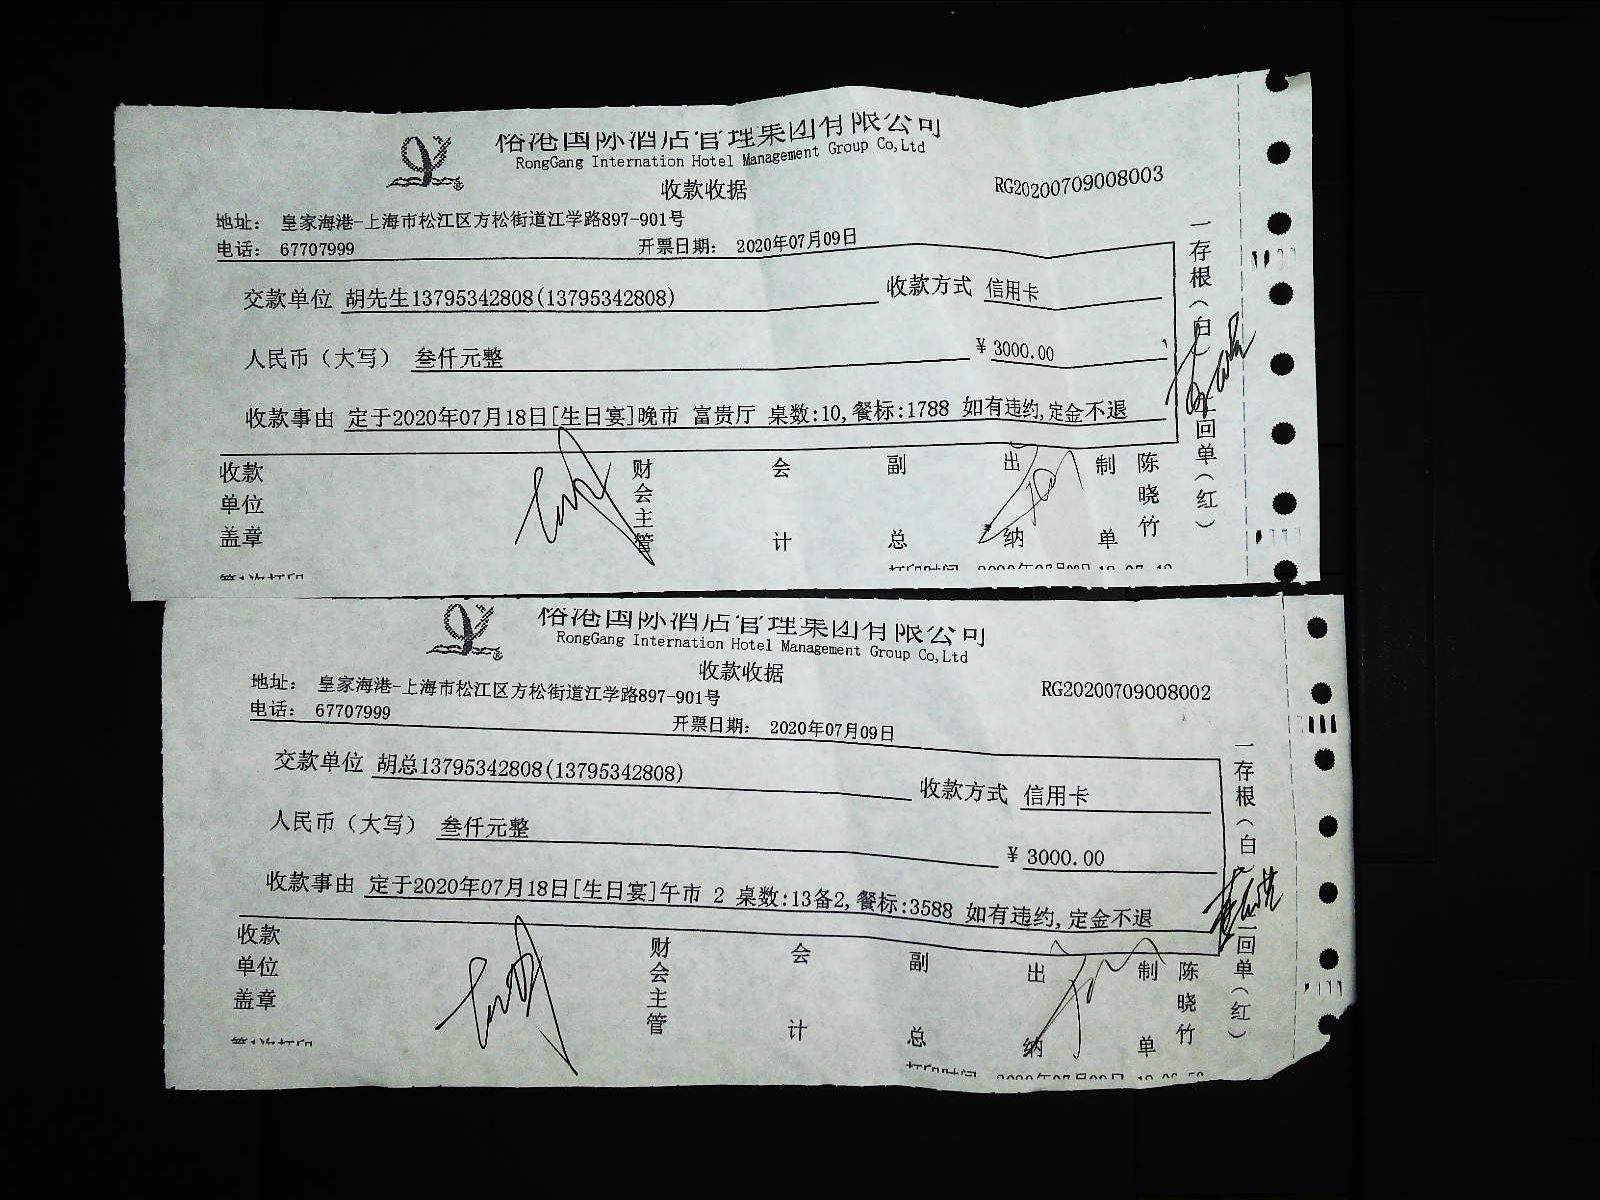 榕港国际酒店管理集团有限公司
RongGang Internation Hotel Management Group Co,Ltd
收款收据
RG20200709008003
地址： 皇家海港-上海市松江区方松街道江学路897-901号
电话： 67707999
开票日期： 2020年07月09日
交款单位 胡先生13795342808(13795342808)
收款方式 信用卡
人民币（大写） 叁仟元整
¥ 3000.00
收款事由 定于2020年07月18日[生日宴]晚市 富贵厅 桌数:10,餐标:1788 如有违约,定金不退
收款单位盖章
财会主管
会计
副总
出纳
制单
陈晓竹
一存根（白）
二回单（红）
第1次打印
榕港国际酒店管理集团有限公司
RongGang Internation Hotel Management Group Co,Ltd
收款收据
RG20200709008002
地址： 皇家海港-上海市松江区方松街道江学路897-901号
电话： 67707999
开票日期： 2020年07月09日
交款单位 胡总13795342808(13795342808)
收款方式 信用卡
人民币（大写） 叁仟元整
¥ 3000.00
收款事由 定于2020年07月18日[生日宴]午市 2 桌数:13备2,餐标:3588 如有违约,定金不退
收款单位盖章
财会主管
会计
副总
出纳
制单
陈晓竹
一存根（白）
二回单（红）
第1次打印